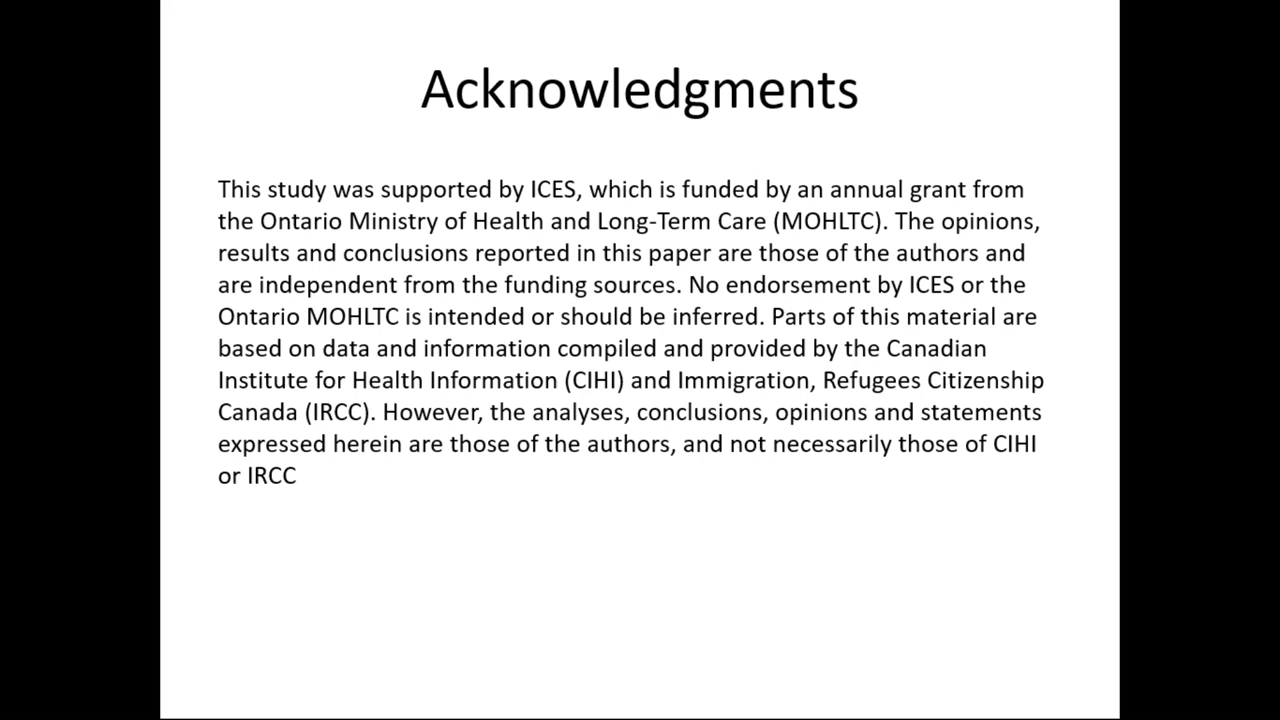 Acknowledgments
This study was supported by ICES, which is funded by an annual grant from
the Ontario Ministry of Health and Long-Term Care (MOHLTC). The opinions,
results and conclusions reported in this paper are those of the authors and
are independent from the funding sources. No endorsement by ICES or the
Ontario MOHLTC is intended or should be inferred. Parts of this material are
based on data and information compiled and provided by the Canadian
Institute for Health Information (CIHI) and Immigration, Refugees Citizenship
Canada (IRCC). However, the analyses, conclusions, opinions and statements
expressed herein are those of the authors, and not necessarily those of CIHI
or IRCC